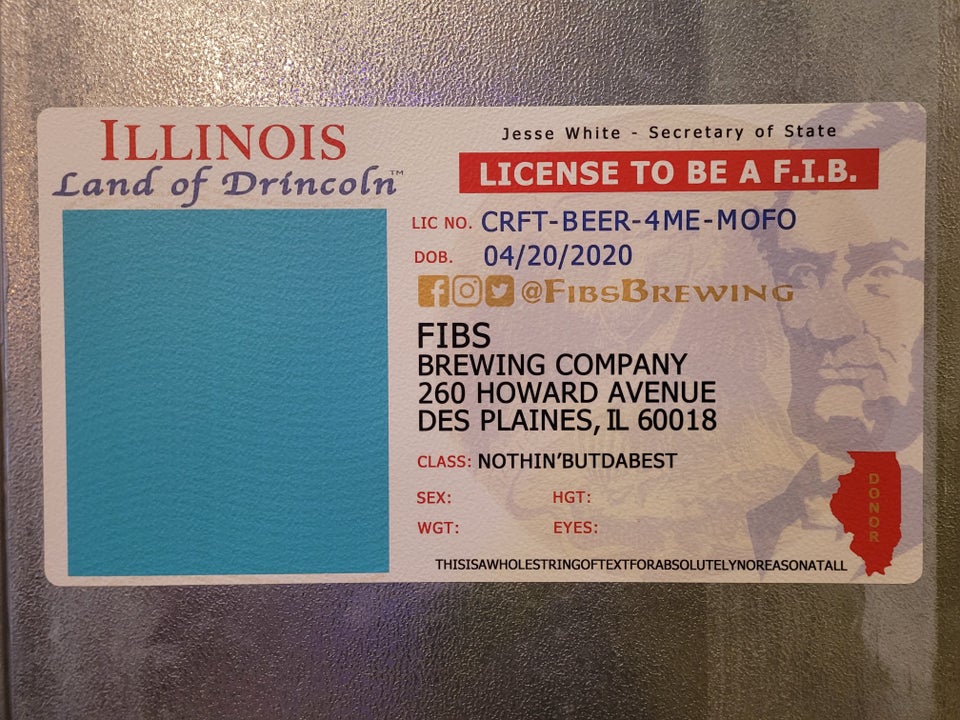 ILLINOIS
Land of Drincoln™
Jesse White - Secretary of State
LICENSE TO BE A F.I.B.
LIC NO. CRFT-BEER-4ME-MOFO
DOB. 04/20/2020
@FIBSBREWING
FIBS
BREWING COMPANY
260 HOWARD AVENUE
DES PLAINES, IL 60018
CLASS: NOTHIN'BUTDABEST
SEX: HGT:
WGT: EYES:
DONOR
THISISAWHOLESTRINGOFTEXTFORABSOLUTELYNOREASONATALL